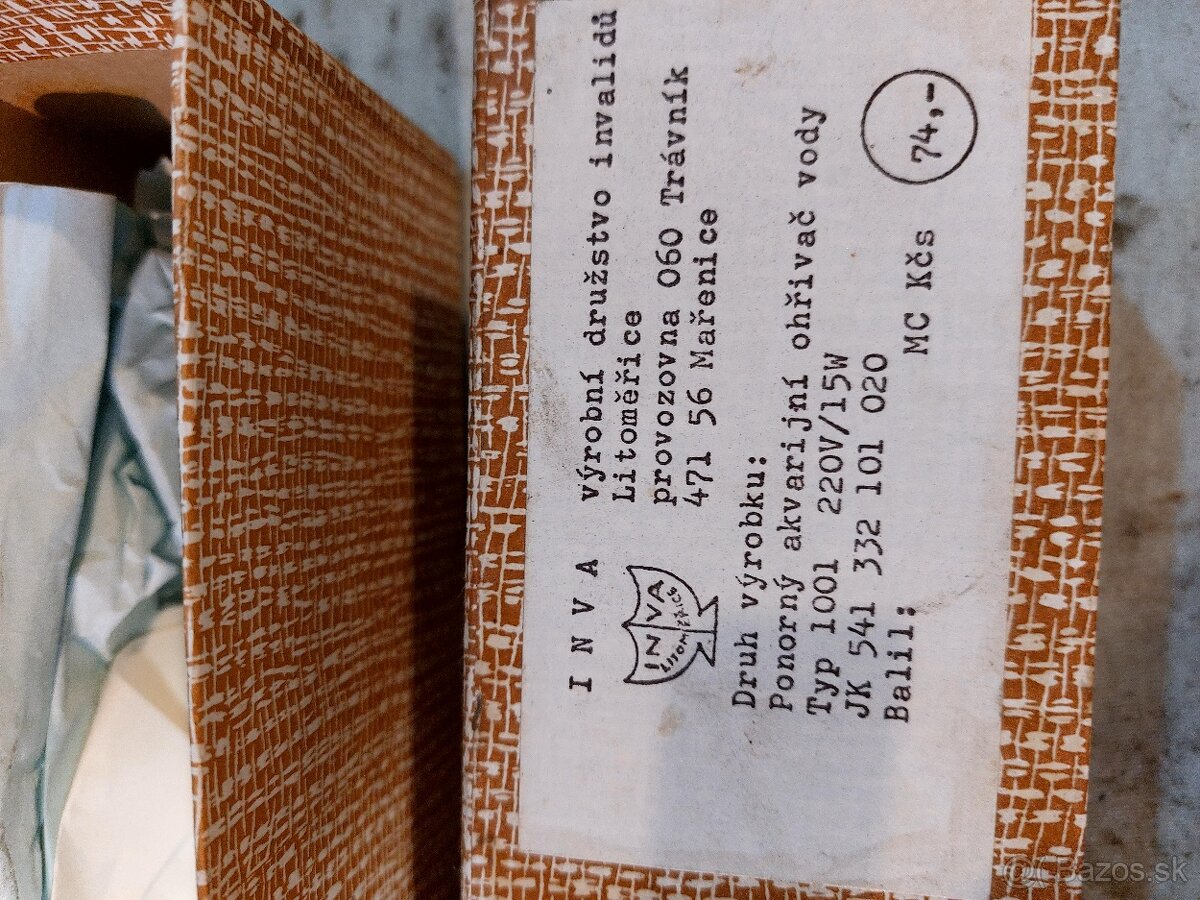 I N V A výrobní družstvo invalidů
Litoměřice
provozovna 060 Trávník
471 56 Mařenice
INVA
LITOMĚŘICE
Druh výrobku:
Ponorný akvarijní ohřívač vody
Typ 1001 220V/15W
JK 541 332 101 020
Balil:
MC Kčs 74,-
Bazos.sk